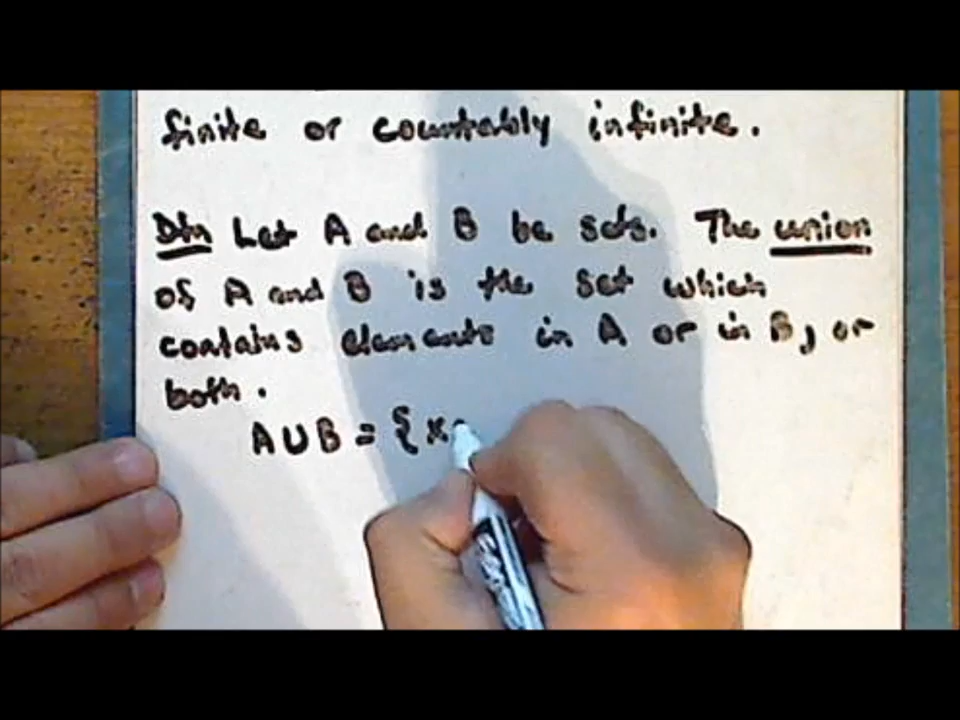 finite or countably infinite.
Dfn Let A and B be sets. The union
of A and B is the set which
contains elements in A or in B, or
both.
A∪B = {x